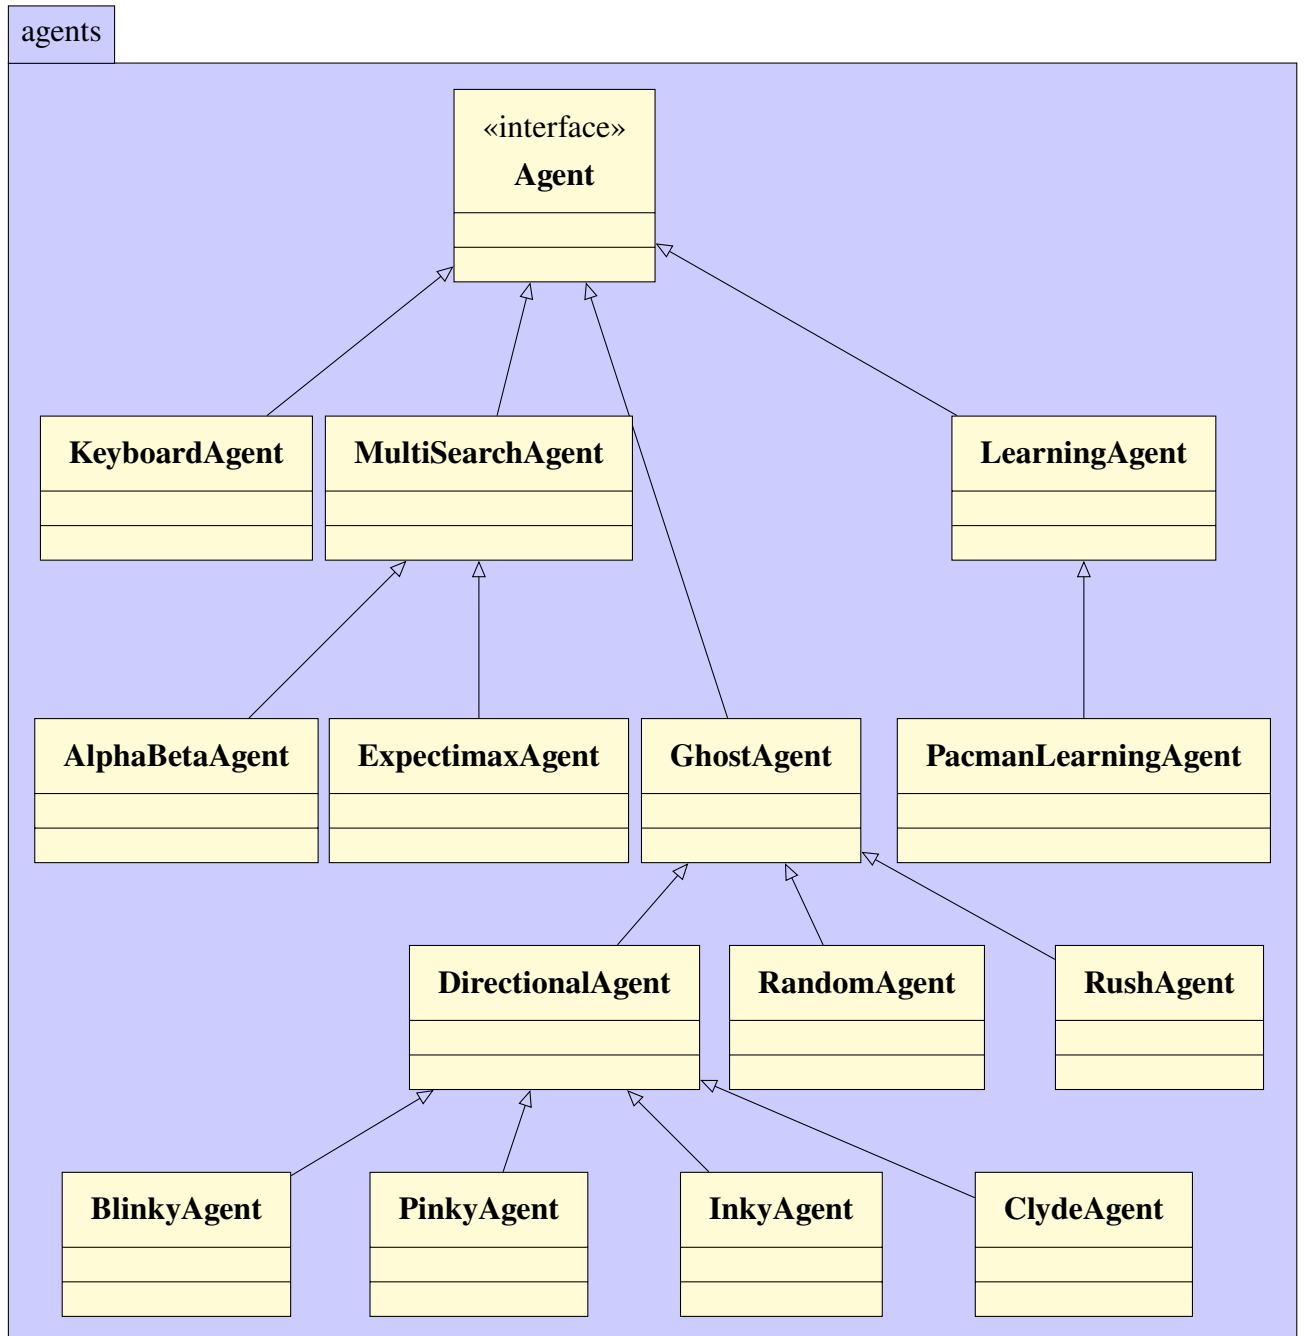 agents
«interface»
Agent
KeyboardAgent
MultiSearchAgent
LearningAgent
AlphaBetaAgent
ExpectimaxAgent
GhostAgent
PacmanLearningAgent
DirectionalAgent
RandomAgent
RushAgent
BlinkyAgent
PinkyAgent
InkyAgent
ClydeAgent